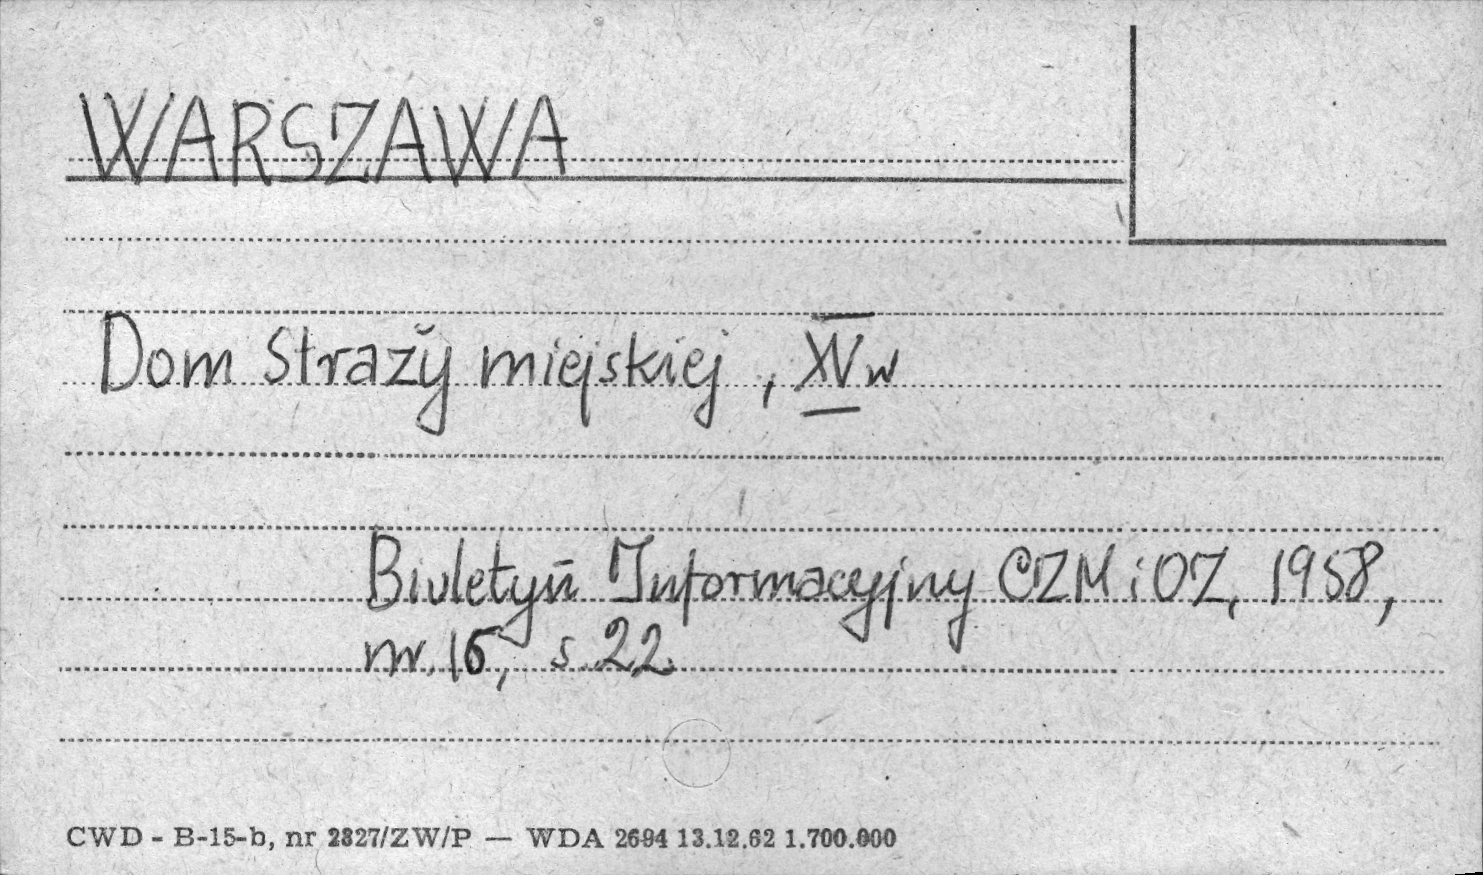 WARSZAWA
Dom Straży miejskiej, XV w
Biuletyn Informacyjny CZM i OZ, 1958,
nr. 15, s. 22
CWD - B-15-b, nr 2827/ZW/P — WDA 2694 13.12.62 1.700.000